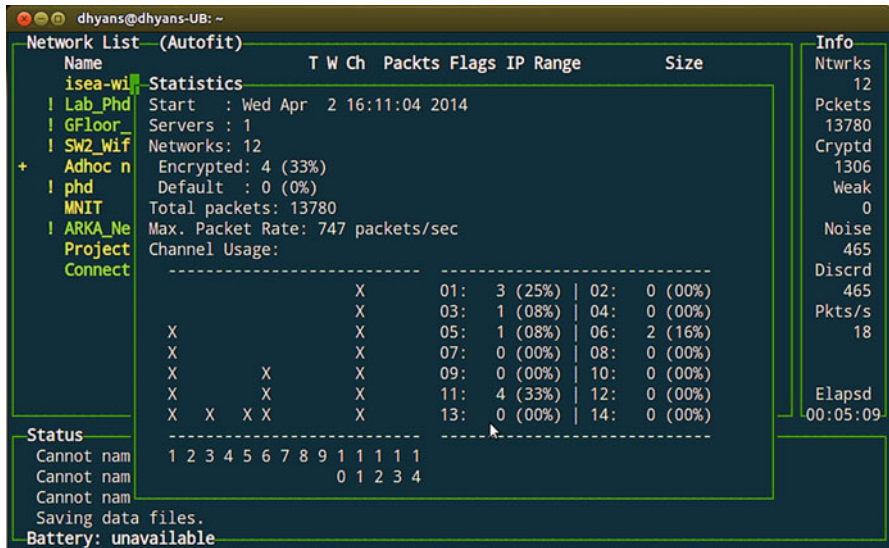 dhyans@dhyans-UB: ~
Network List (Autofit) Info
Name T W Ch Packts Flags IP Range Size Ntwrks
isea-wi Statistics 12
! Lab_Phd Start : Wed Apr 2 16:11:04 2014 Pckets
! GFloor_ Servers : 1 13780
! SW2_Wif Networks: 12 Cryptd
+ Adhoc n Encrypted: 4 (33%) 1306
! phd Default : 0 (0%) Weak
MNIT Total packets: 13780 0
! ARKA_Ne Max. Packet Rate: 747 packets/sec Noise
Project Channel Usage: 465
Connect --------------------------- ----------------------------- Discrd
X 01: 3 (25%) | 02: 0 (00%) 465
X 03: 1 (08%) | 04: 0 (00%) Pkts/s
X X 05: 1 (08%) | 06: 2 (16%) 18
X X 07: 0 (00%) | 08: 0 (00%)
X X X 09: 0 (00%) | 10: 0 (00%)
X X X 11: 4 (33%) | 12: 0 (00%) Elapsd
X X X X X 13: 0 (00%) | 14: 0 (00%) 00:05:09
Status --------------------------- -----------------------------
Cannot nam 1 2 3 4 5 6 7 8 9 1 1 1 1 1
Cannot nam 0 1 2 3 4
Cannot nam
Saving data files.
Battery: unavailable